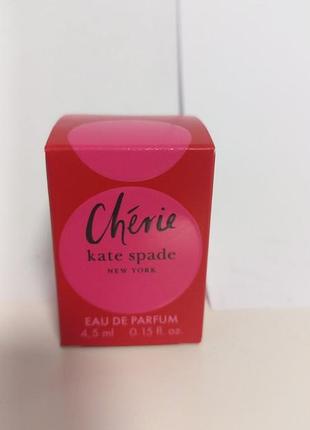 Chérie
kate spade
NEW YORK
EAU DE PARFUM
4.5 ml 0.15 fl. oz.